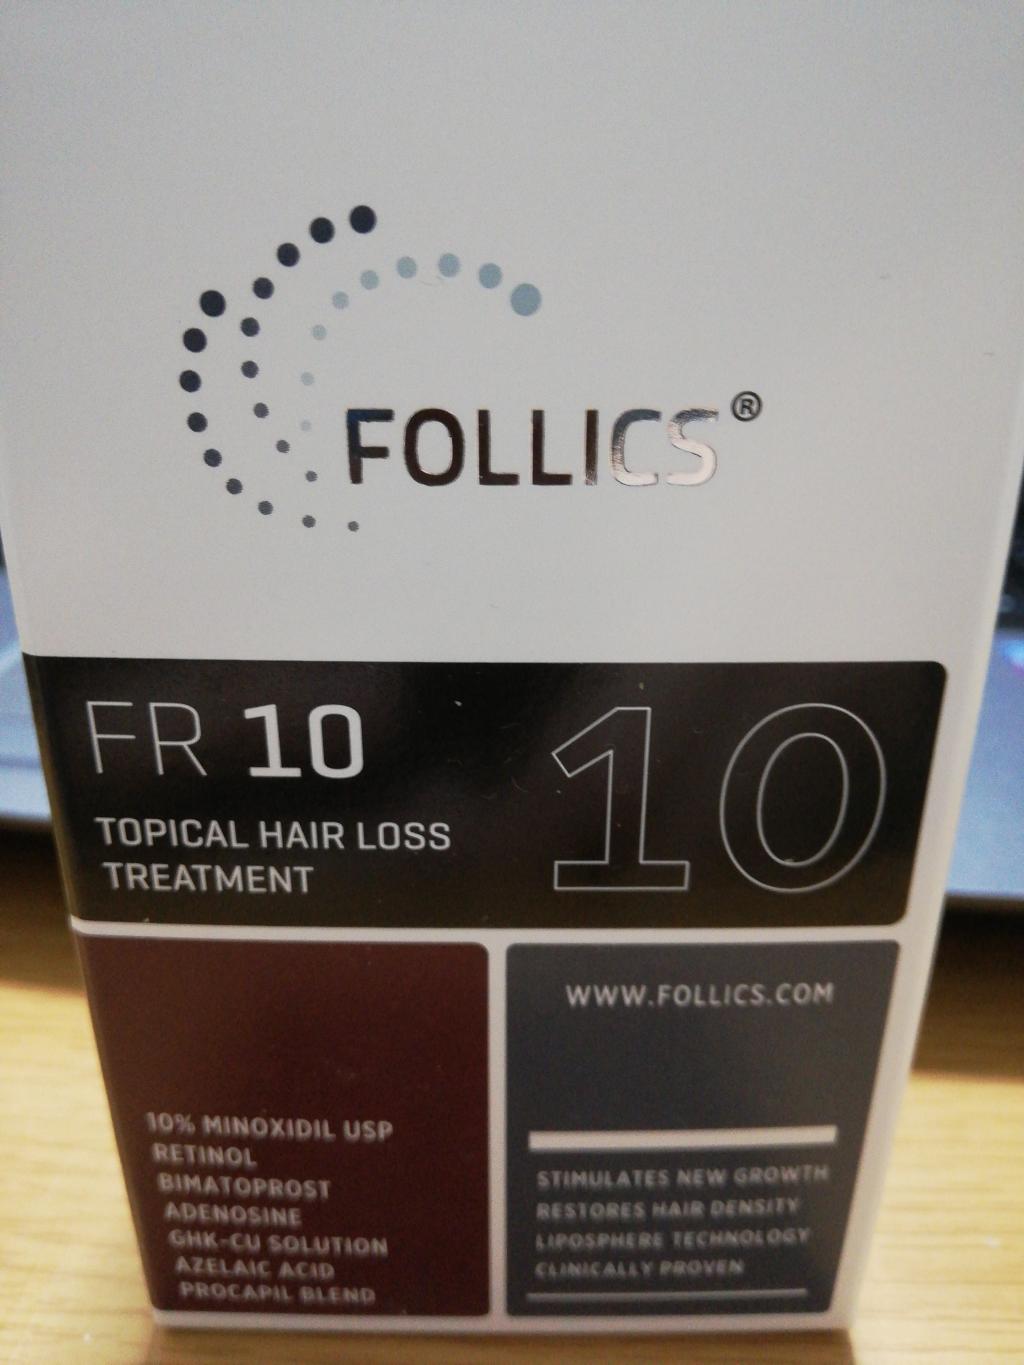 FOLLICS®
FR 10
10
TOPICAL HAIR LOSS
TREATMENT
10% MINOXIDIL USP
RETINOL
BIMATOPROST
ADENOSINE
GHK-CU SOLUTION
AZELAIC ACID
PROCAPIL BLEND
WWW.FOLLICS.COM
STIMULATES NEW GROWTH
RESTORES HAIR DENSITY
LIPOSPHERE TECHNOLOGY
CLINICALLY PROVEN